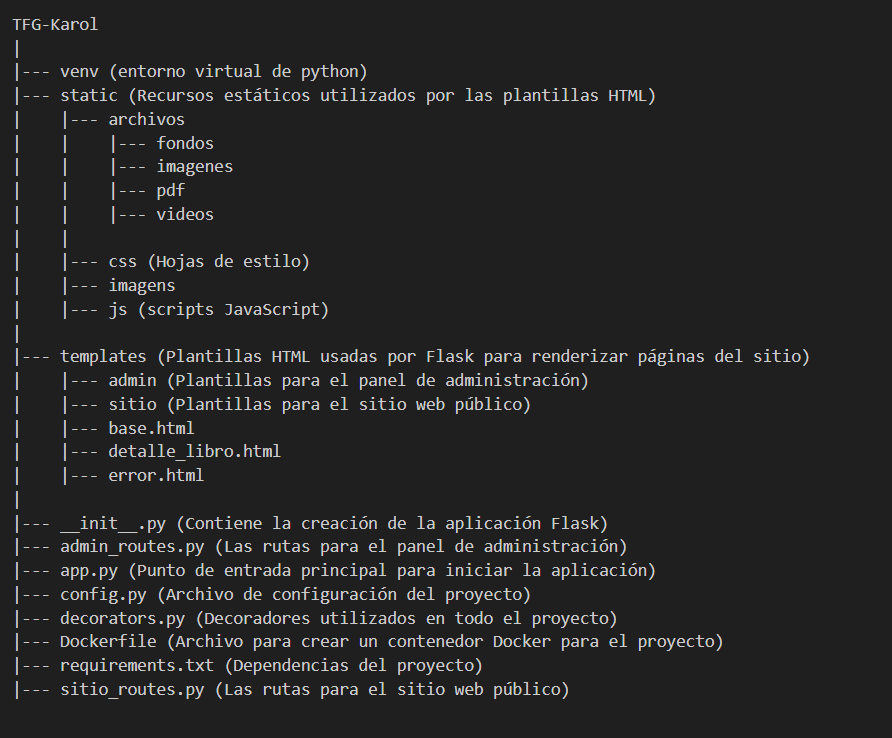 TFG-Karol
|
|--- venv (entorno virtual de python)
|--- static (Recursos estáticos utilizados por las plantillas HTML)
|    |--- archivos
|    |    |--- fondos
|    |    |--- imagenes
|    |    |--- pdf
|    |    |--- videos
|    |
|    |--- css (Hojas de estilo)
|    |--- imagens
|    |--- js (scripts JavaScript)
|
|--- templates (Plantillas HTML usadas por Flask para renderizar páginas del sitio)
|    |--- admin (Plantillas para el panel de administración)
|    |--- sitio (Plantillas para el sitio web público)
|    |--- base.html
|    |--- detalle_libro.html
|    |--- error.html
|
|--- __init__.py (Contiene la creación de la aplicación Flask)
|--- admin_routes.py (Las rutas para el panel de administración)
|--- app.py (Punto de entrada principal para iniciar la aplicación)
|--- config.py (Archivo de configuración del proyecto)
|--- decorators.py (Decoradores utilizados en todo el proyecto)
|--- Dockerfile (Archivo para crear un contenedor Docker para el proyecto)
|--- requirements.txt (Dependencias del proyecto)
|--- sitio_routes.py (Las rutas para el sitio web público)